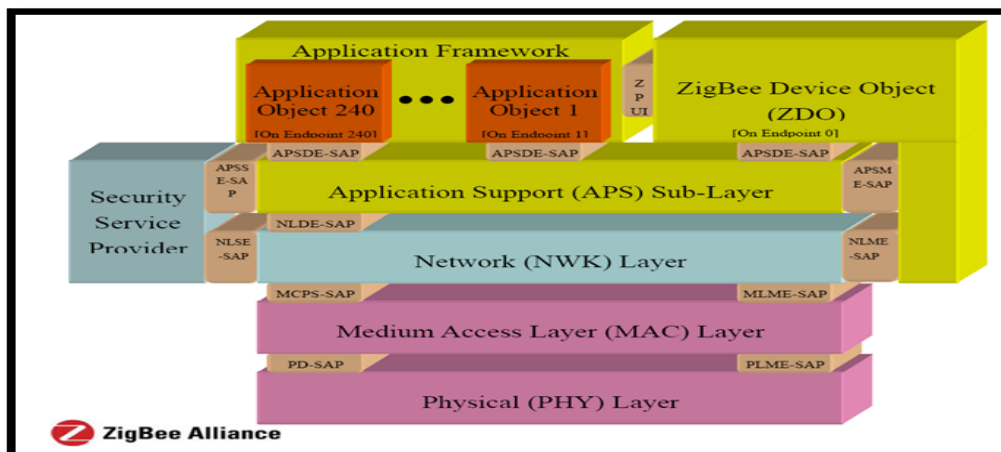 Application Framework
Application
Object 240
[On Endpoint 240]
Application
Object 1
[On Endpoint 1]
Z
P
UI
ZigBee Device Object
(ZDO)
[On Endpoint 0]
APSDE-SAP
APSDE-SAP
APSDE-SAP
Security
Service
Provider
APSS
E-SA
P
Application Support (APS) Sub-Layer
APSM
E-SAP
NLDE-SAP
NLSE
-SAP
Network (NWK) Layer
NLME
-SAP
MCPS-SAP
MLME-SAP
Medium Access Layer (MAC) Layer
PD-SAP
PLME-SAP
Physical (PHY) Layer
ZigBee Alliance